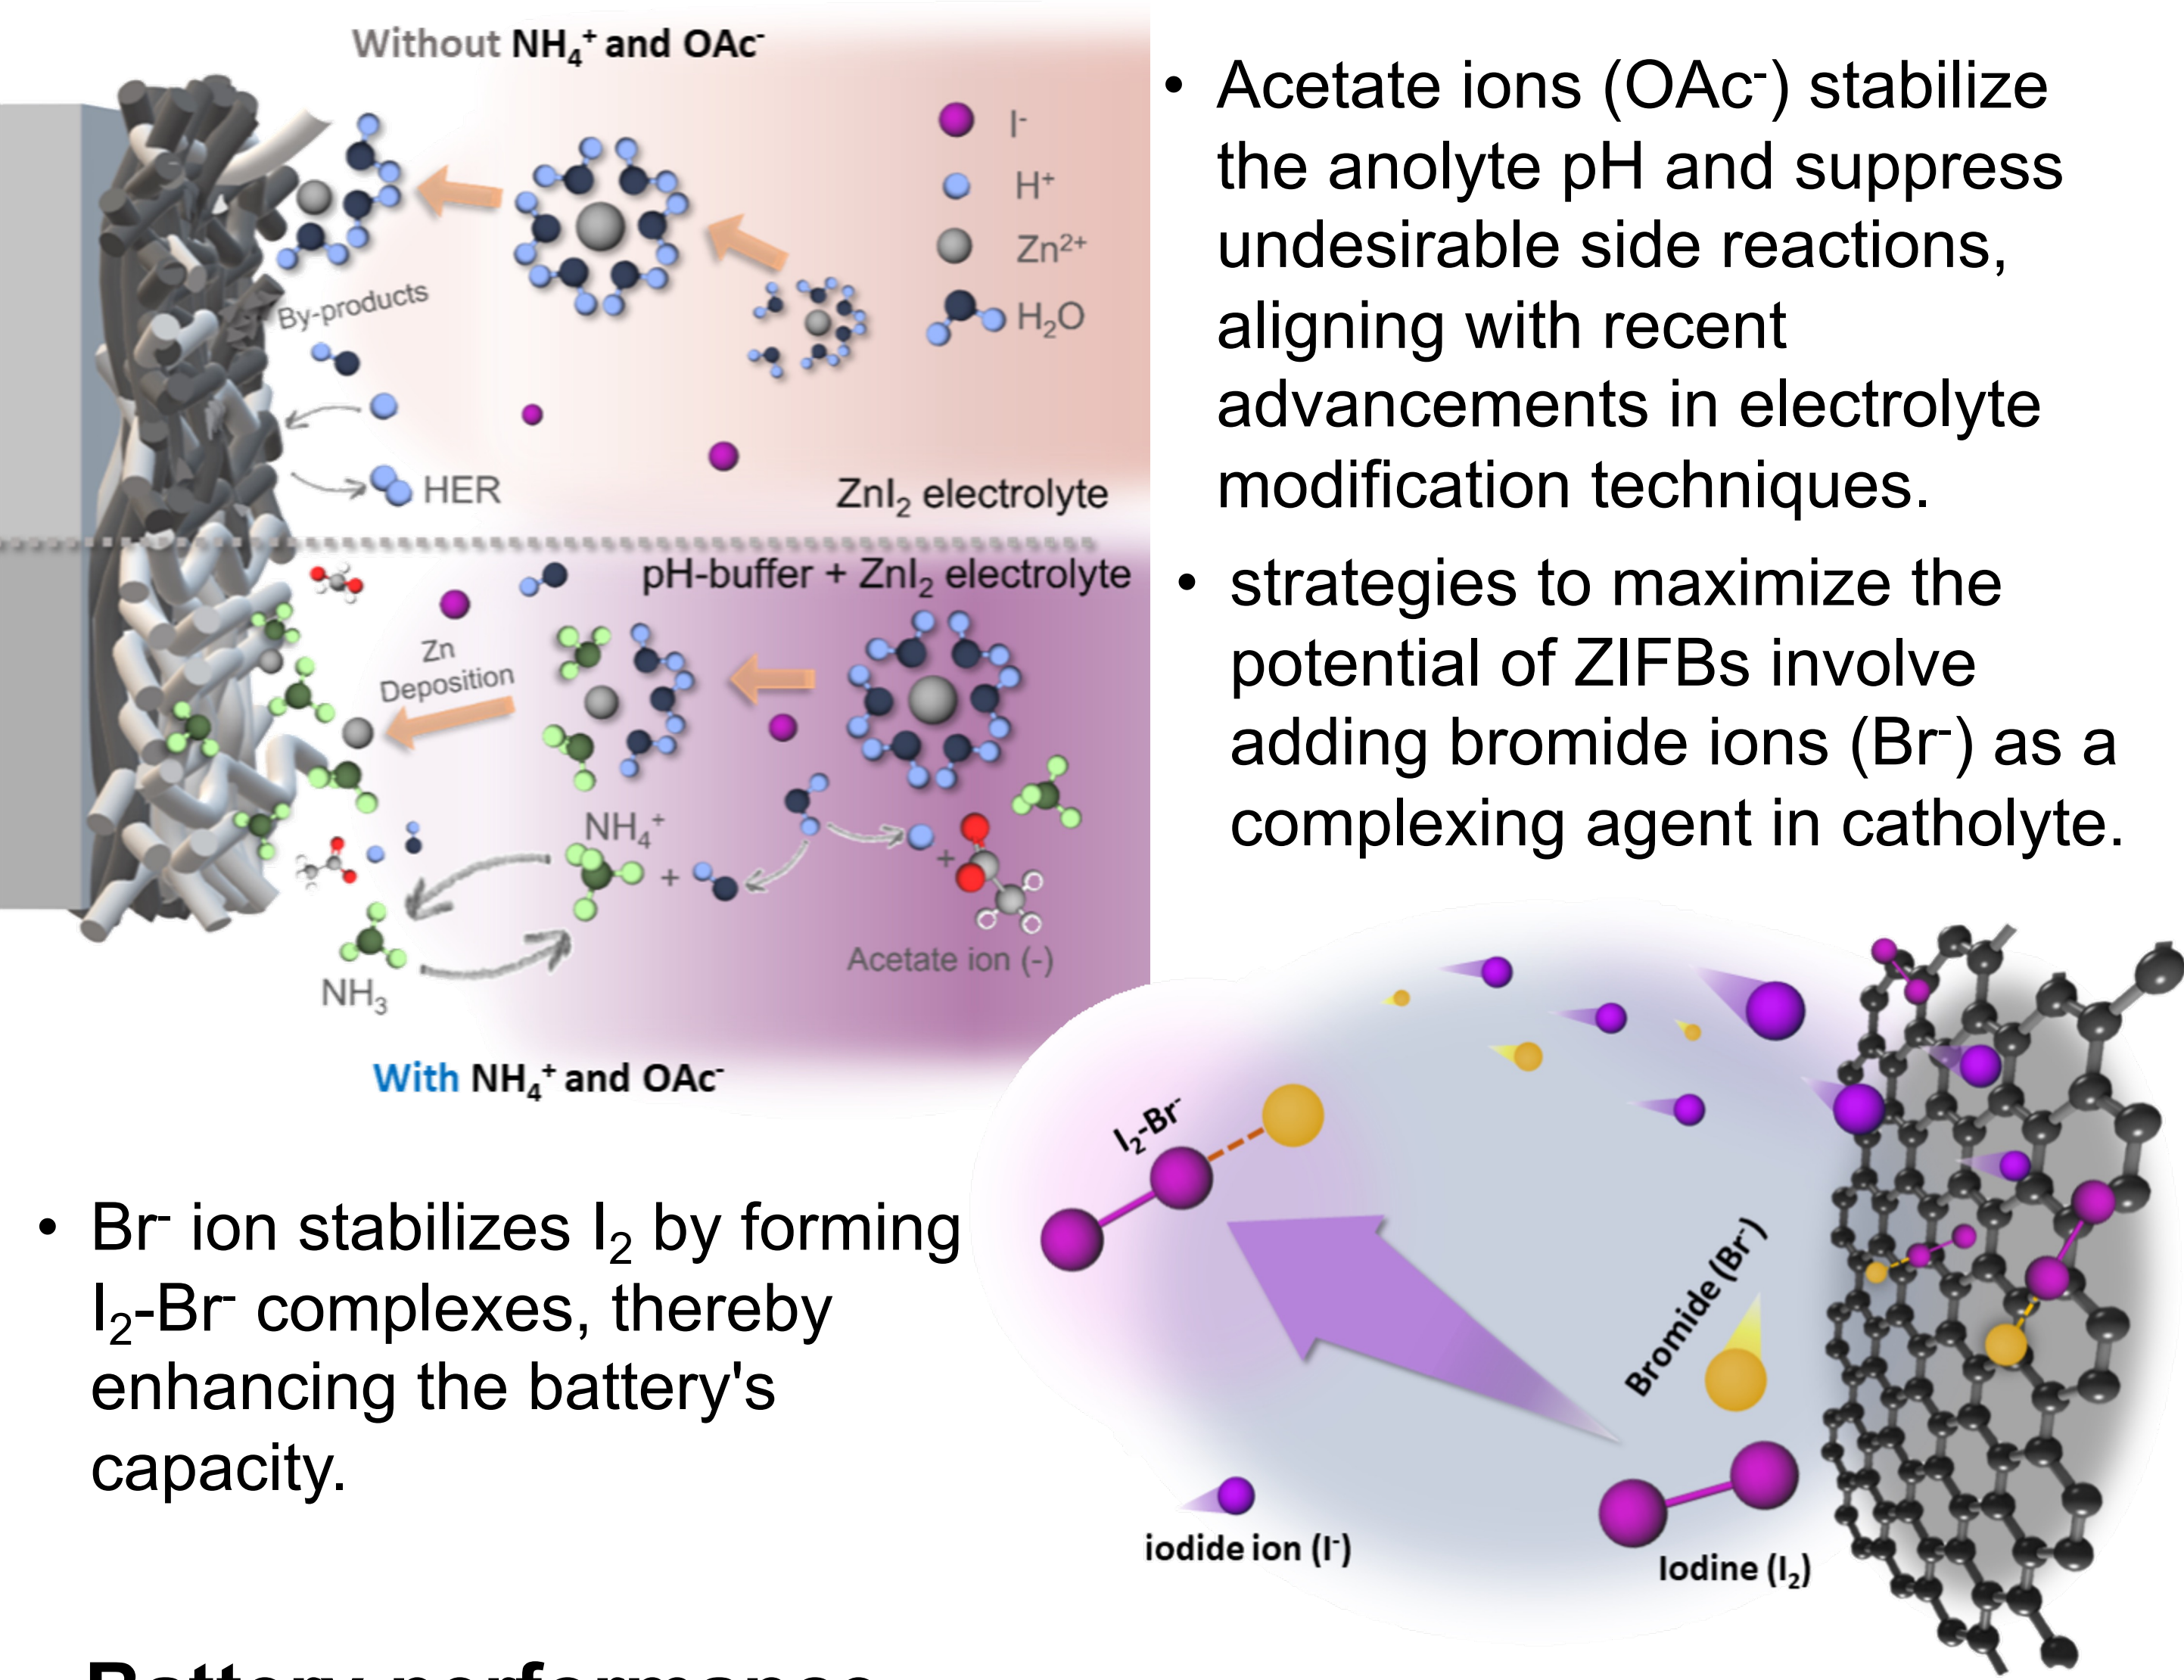 Without NH₄⁺ and OAc⁻
I⁻
H⁺
Zn²⁺
H₂O
By-products
HER
ZnI₂ electrolyte
pH-buffer + ZnI₂ electrolyte
Zn
Deposition
NH₄⁺
+
+
Acetate ion (-)
NH₃
With NH₄⁺ and OAc⁻
• Acetate ions (OAc⁻) stabilize
the anolyte pH and suppress
undesirable side reactions,
aligning with recent
advancements in electrolyte
modification techniques.
• strategies to maximize the
potential of ZIFBs involve
adding bromide ions (Br⁻) as a
complexing agent in catholyte.
• Br⁻ ion stabilizes I₂ by forming
I₂-Br⁻ complexes, thereby
enhancing the battery's
capacity.
I₂-Br⁻
Bromide (Br⁻)
iodide ion (I⁻)
Iodine (I₂)
Battery performance